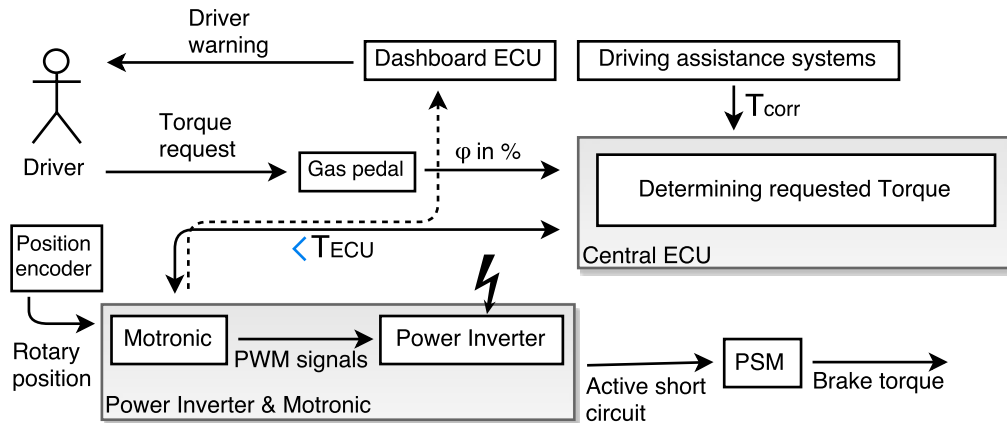 Driver
warning
Dashboard ECU
Driving assistance systems
Tcorr
Torque
request
Driver
Gas pedal
φ in %
Determining requested Torque
Central ECU
Position
encoder
< TECU
Rotary
position
Motronic
PWM signals
Power Inverter
Power Inverter & Motronic
Active short
circuit
PSM
Brake torque